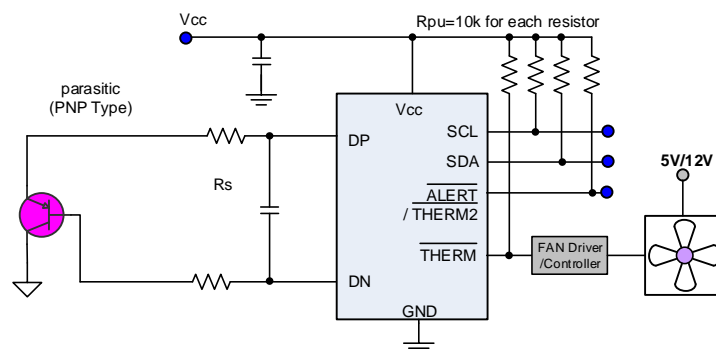 Vcc
Rpu=10k for each resistor
parasitic
(PNP Type)
Vcc
DP
SCL
SDA
Rs
ALERT
/ THERM2
THERM
DN
GND
5V/12V
FAN Driver
/Controller